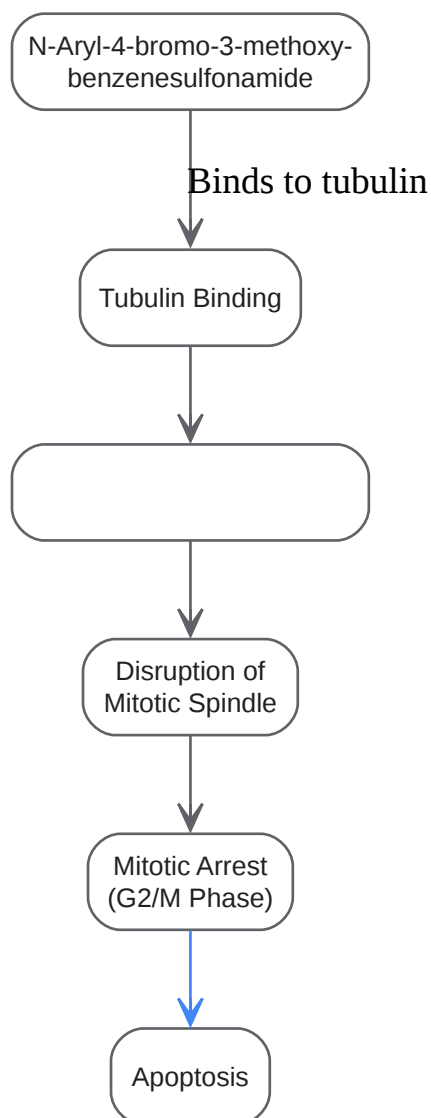 N-Aryl-4-bromo-3-methoxy-
benzenesulfonamide
Binds to tubulin
Tubulin Binding
Disruption of
Mitotic Spindle
Mitotic Arrest
(G2/M Phase)
Apoptosis